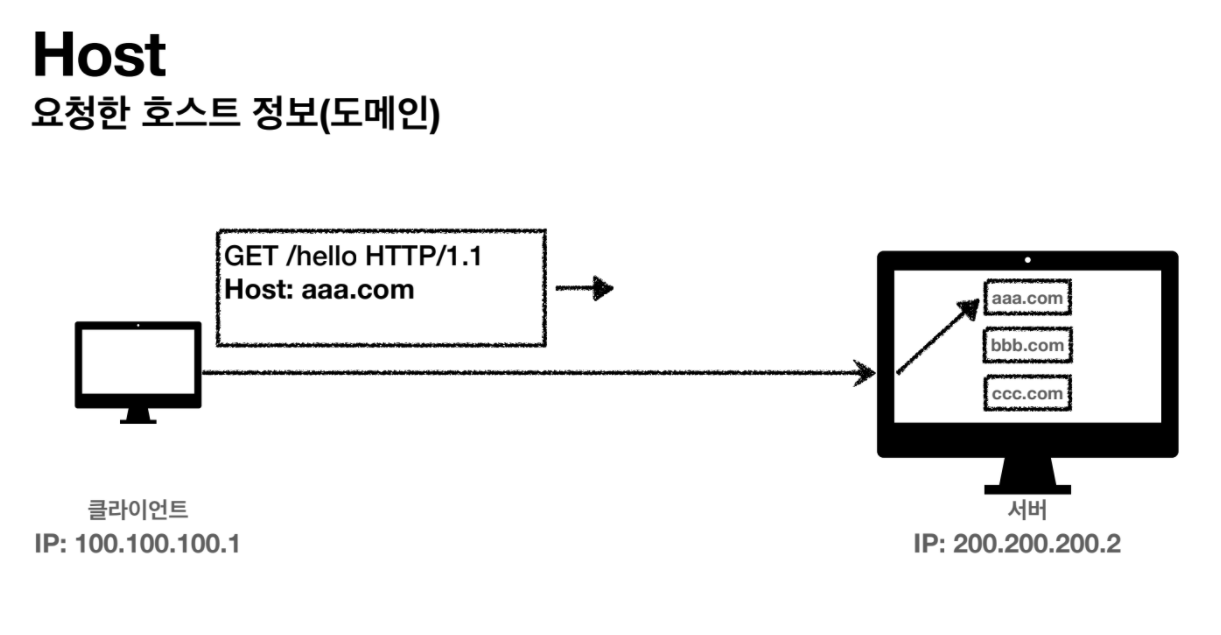 Host
요청한 호스트 정보(도메인)
GET /hello HTTP/1.1
Host: aaa.com
aaa.com
bbb.com
ccc.com
클라이언트
IP: 100.100.100.1
서버
IP: 200.200.200.2